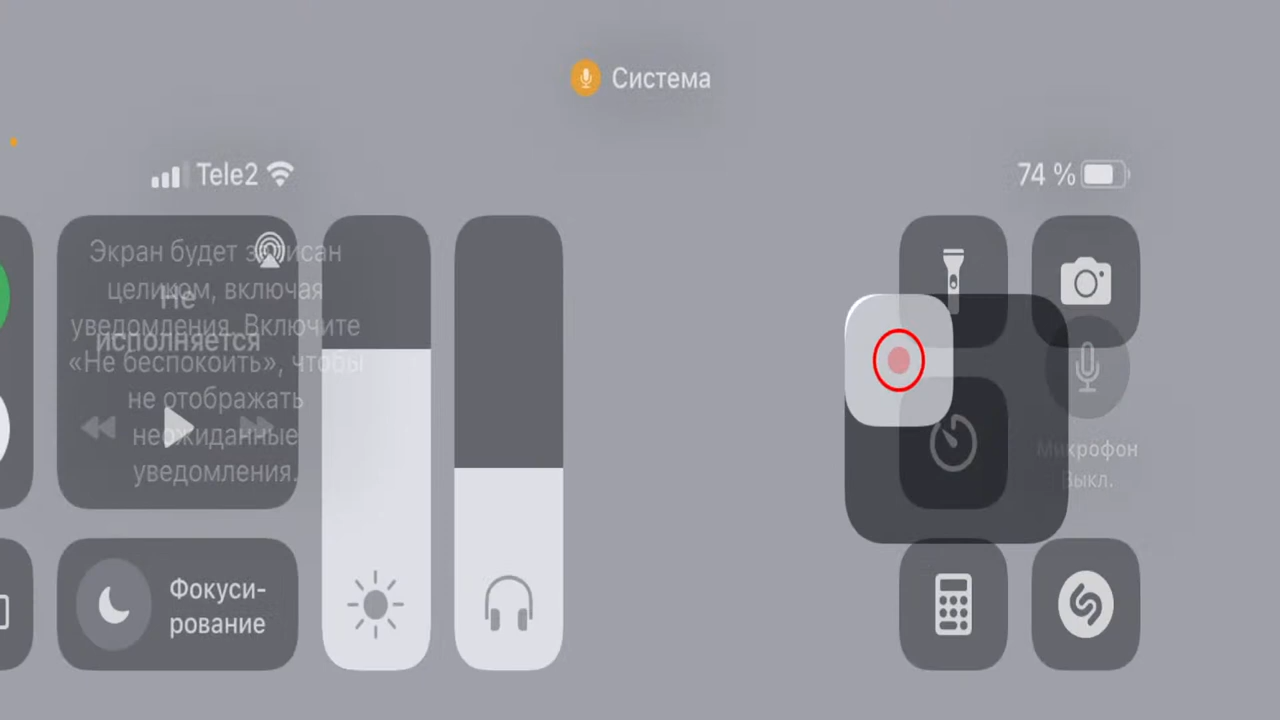 Система
Tele2
74 %
Экран будет записан
целиком, включая
уведомления. Включите
«Не беспокоить», чтобы
не отображать
неожиданные
уведомления.
Не
исполняется
Микрофон
Выкл.
Фокуси-
рование